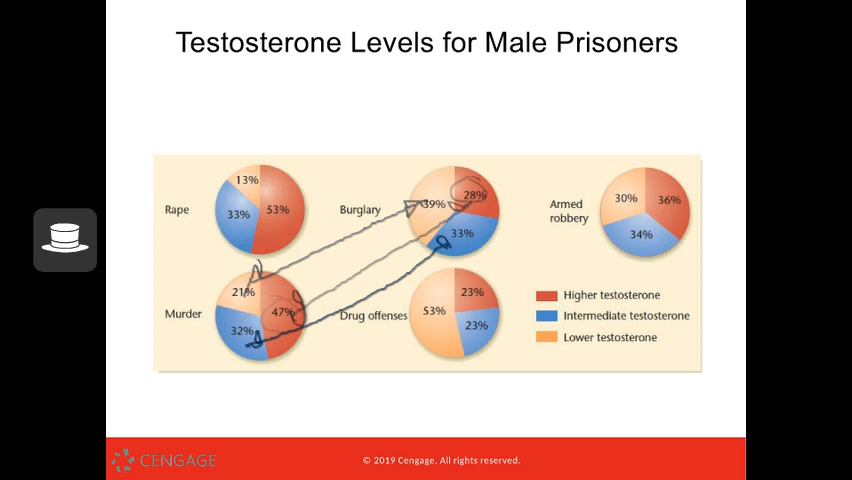 Testosterone Levels for Male Prisoners
13%
33%
53%
Rape
Burglary
39%
28%
33%
Armed
robbery
30%
36%
34%
Murder
21%
47%
32%
Drug offenses
53%
23%
23%
Higher testosterone
Intermediate testosterone
Lower testosterone
CENGAGE
© 2019 Cengage. All rights reserved.